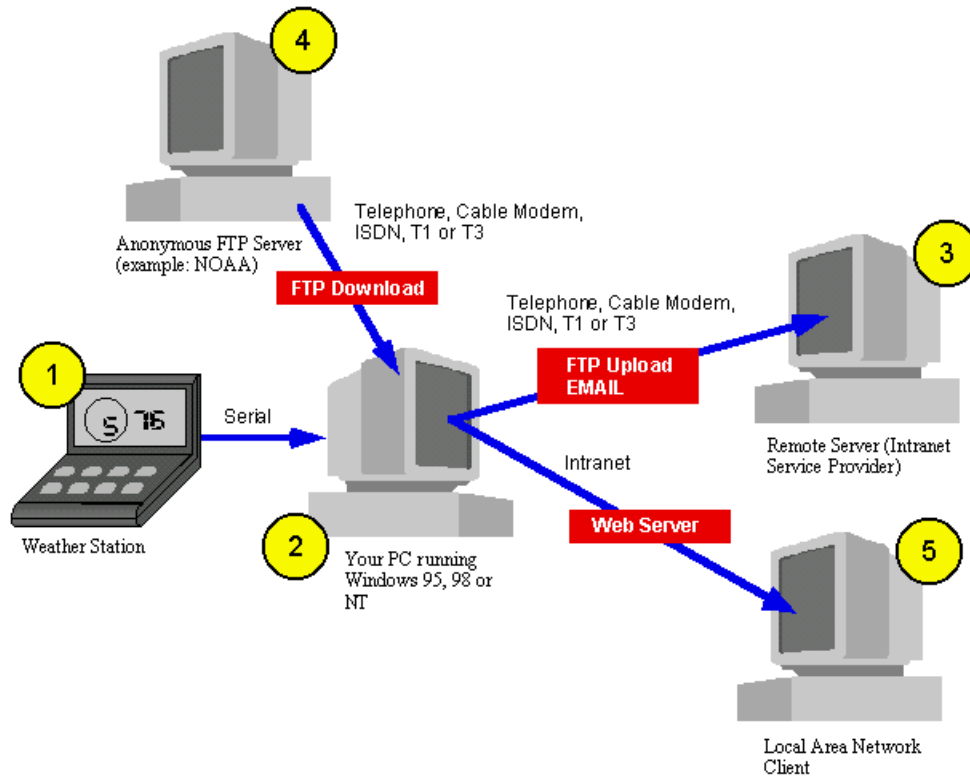 4
Telephone, Cable Modem,
ISDN, T1 or T3
Anonymous FTP Server
(example: NOAA)
FTP Download
3
Telephone, Cable Modem,
ISDN, T1 or T3
FTP Upload
EMAIL
1
5 76
Serial
Weather Station
Remote Server (Intranet
Service Provider)
Intranet
Web Server
2
Your PC running
Windows 95, 98 or
NT
5
Local Area Network
Client